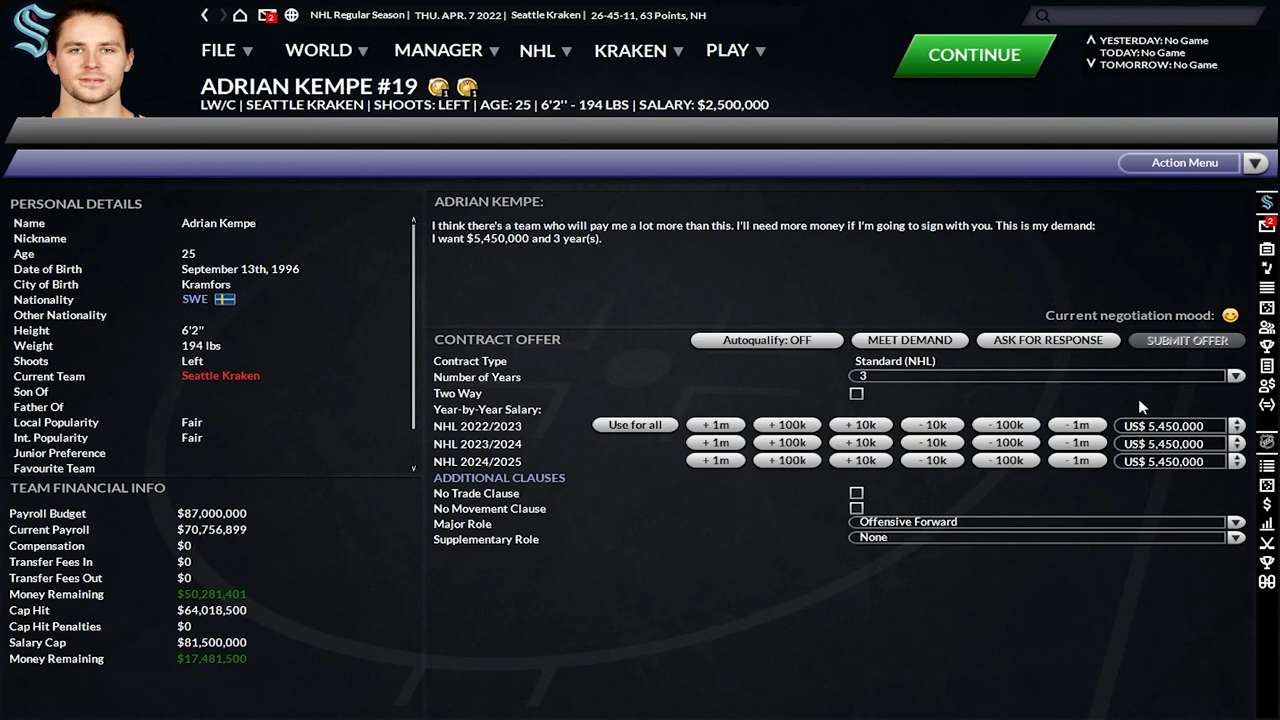 NHL Regular Season | THU. APR. 7 2022 | Seattle Kraken | 26-45-11, 63 Points, NH
2
FILE WORLD MANAGER NHL KRAKEN PLAY
CONTINUE
YESTERDAY: No Game
TODAY: No Game
TOMORROW: No Game
ADRIAN KEMPE #19
LW/C | SEATTLE KRAKEN | SHOOTS: LEFT | AGE: 25 | 6'2" - 194 LBS | SALARY: $2,500,000
Action Menu
PERSONAL DETAILS
Name Adrian Kempe
Nickname
Age 25
Date of Birth September 13th, 1996
City of Birth Kramfors
Nationality SWE
Other Nationality
Height 6'2"
Weight 194 lbs
Shoots Left
Current Team Seattle Kraken
Son Of
Father Of
Local Popularity Fair
Int. Popularity Fair
Junior Preference
Favourite Team
TEAM FINANCIAL INFO
Payroll Budget $87,000,000
Current Payroll $70,756,899
Compensation $0
Transfer Fees In $0
Transfer Fees Out $0
Money Remaining $50,281,401
Cap Hit $64,018,500
Cap Hit Penalties $0
Salary Cap $81,500,000
Money Remaining $17,481,500
ADRIAN KEMPE:
I think there's a team who will pay me a lot more than this. I'll need more money if I'm going to sign with you. This is my demand:
I want $5,450,000 and 3 year(s).
Current negotiation mood:
CONTRACT OFFER Autoqualify: OFF MEET DEMAND ASK FOR RESPONSE SUBMIT OFFER
Contract Type Standard (NHL)
Number of Years 3
Two Way
Year-by-Year Salary:
NHL 2022/2023 Use for all + 1m + 100k + 10k - 10k - 100k - 1m US$ 5,450,000
NHL 2023/2024 + 1m + 100k + 10k - 10k - 100k - 1m US$ 5,450,000
NHL 2024/2025 + 1m + 100k + 10k - 10k - 100k - 1m US$ 5,450,000
ADDITIONAL CLAUSES
No Trade Clause
No Movement Clause
Major Role Offensive Forward
Supplementary Role None
2